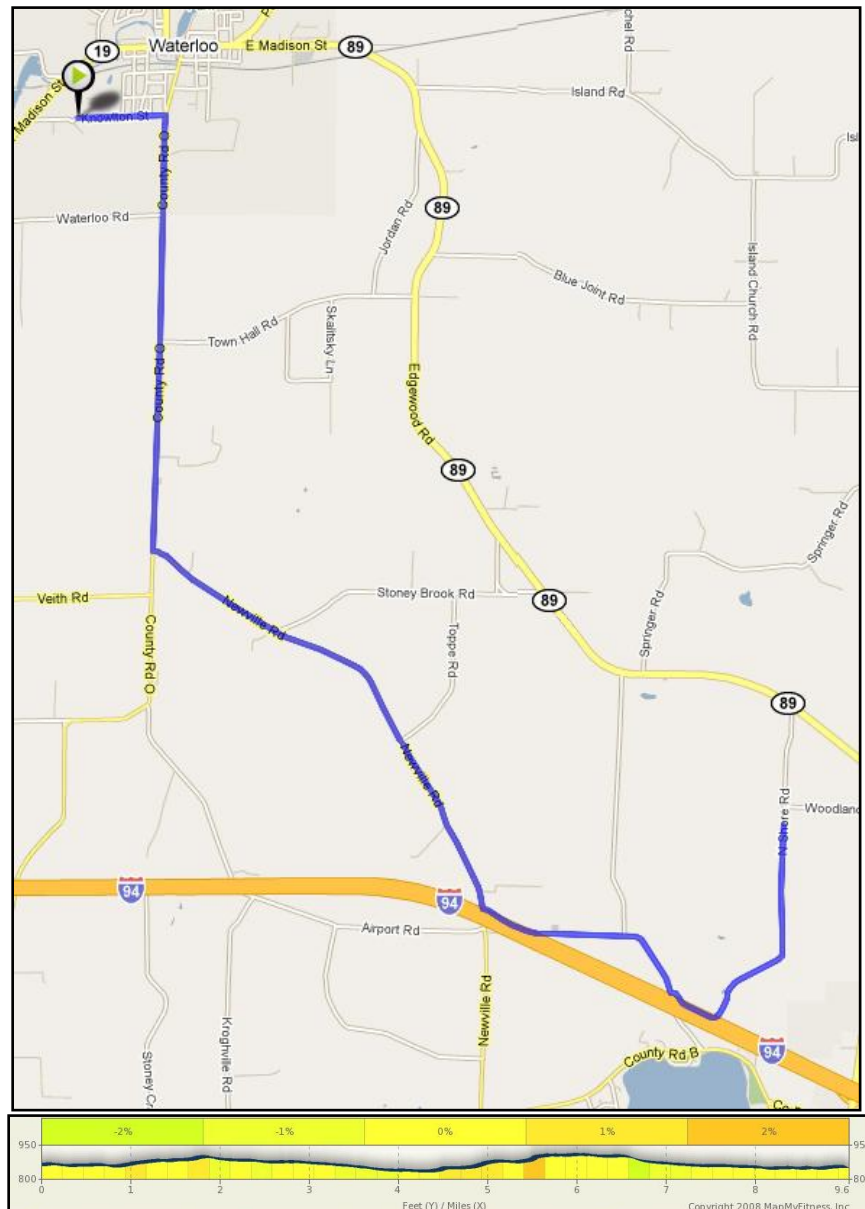 chel Rd
Waterloo
E Madison St
89
19
Madison St
Island Rd
Knowlton St
County Rd O
Waterloo Rd
89
Jordan Rd
Island Church Rd
Blue Joint Rd
Skalitsky Ln
Town Hall Rd
County Rd O
Edgewood Rd
89
Springer Rd
Veith Rd
Newville Rd
Stoney Brook Rd
89
Toppe Rd
Springer Rd
County Rd O
89
Newville Rd
N Shore Rd
Woodland
94
94
Airport Rd
Newville Rd
Kroghville Rd
Stoney Cr
County Rd B
94
-2% -1% 0% 1% 2%
950 95
800 80
0 1 2 3 4 5 6 7 8 9.6
Feet (Y) / Miles (X)
Copyright 2008 MapMyFitness, Inc